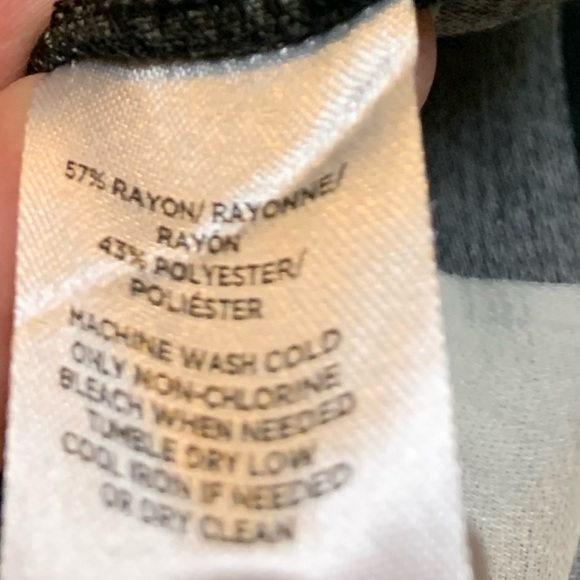 57% RAYON/ RAYONNE/
RAYON
43% POLYESTER/
POLIÉSTER
MACHINE WASH COLD
ONLY NON-CHLORINE
BLEACH WHEN NEEDED
TUMBLE DRY LOW
COOL IRON IF NEEDED
OR DRY CLEAN